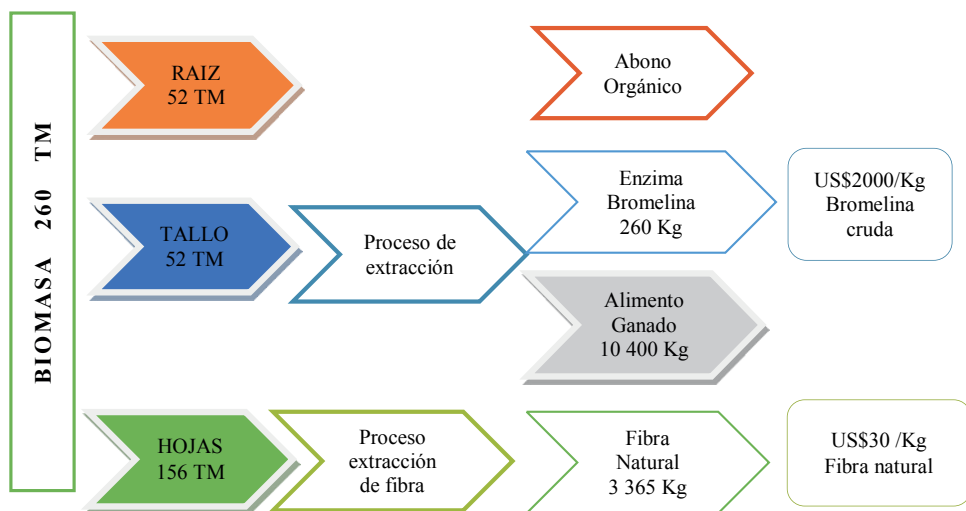 BIOMASA 260 TM
RAIZ
52 TM
Abono
Orgánico
TALLO
52 TM
Proceso de
extracción
Enzima
Bromelina
260 Kg
US$2000/Kg
Bromelina
cruda
Alimento
Ganado
10 400 Kg
HOJAS
156 TM
Proceso
extracción
de fibra
Fibra
Natural
3 365 Kg
US$30 /Kg
Fibra natural